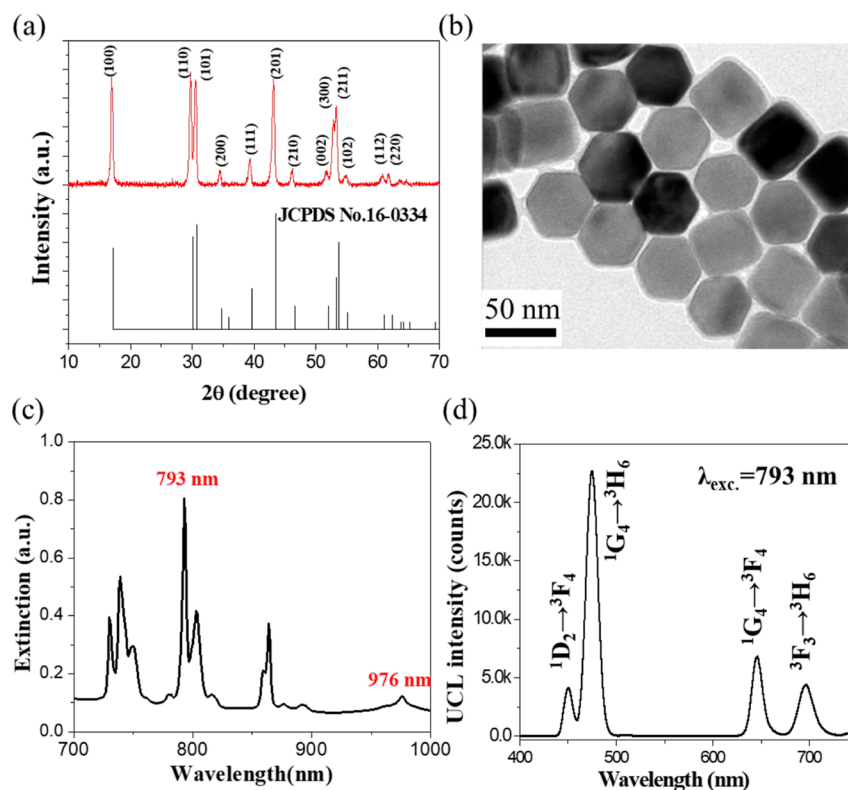 (a)
(100)
(110)
(101)
(200)
(111)
(201)
(210)
(002)
(300)
(211)
(102)
(112)
(220)
JCPDS No.16-0334
Intensity (a.u.)
10 20 30 40 50 60 70
2θ (degree)
(b)
50 nm
(c)
1.0
0.8
0.6
0.4
0.2
0.0
Extinction (a.u.)
793 nm
976 nm
700 800 900 1000
Wavelength(nm)
(d)
25.0k
20.0k
15.0k
10.0k
5.0k
0.0
UCL intensity (counts)
λexc.=793 nm
¹D₂→³F₄
¹G₄→³H₆
¹G₄→³F₄
³F₃→³H₆
400 500 600 700
Wavelength (nm)